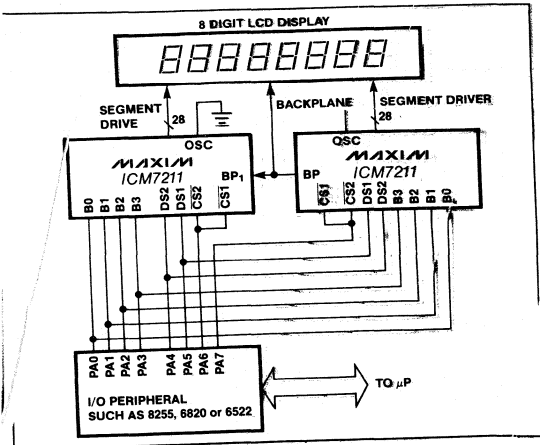 8 DIGIT LCD DISPLAY
88888888
SEGMENT
DRIVE
28
BACKPLANE
SEGMENT DRIVER
28
OSC
MAXIM
ICM7211
BP1
B0 B1 B2 B3 DS2 DS1 CS2 CS1
OSC
MAXIM
ICM7211
BP
CS1 CS2 DS1 DS2 B3 B2 B1 B0
PA0 PA1 PA2 PA3 PA4 PA5 PA6 PA7
I/O PERIPHERAL
SUCH AS 8255, 6820 or 6522
TO µP